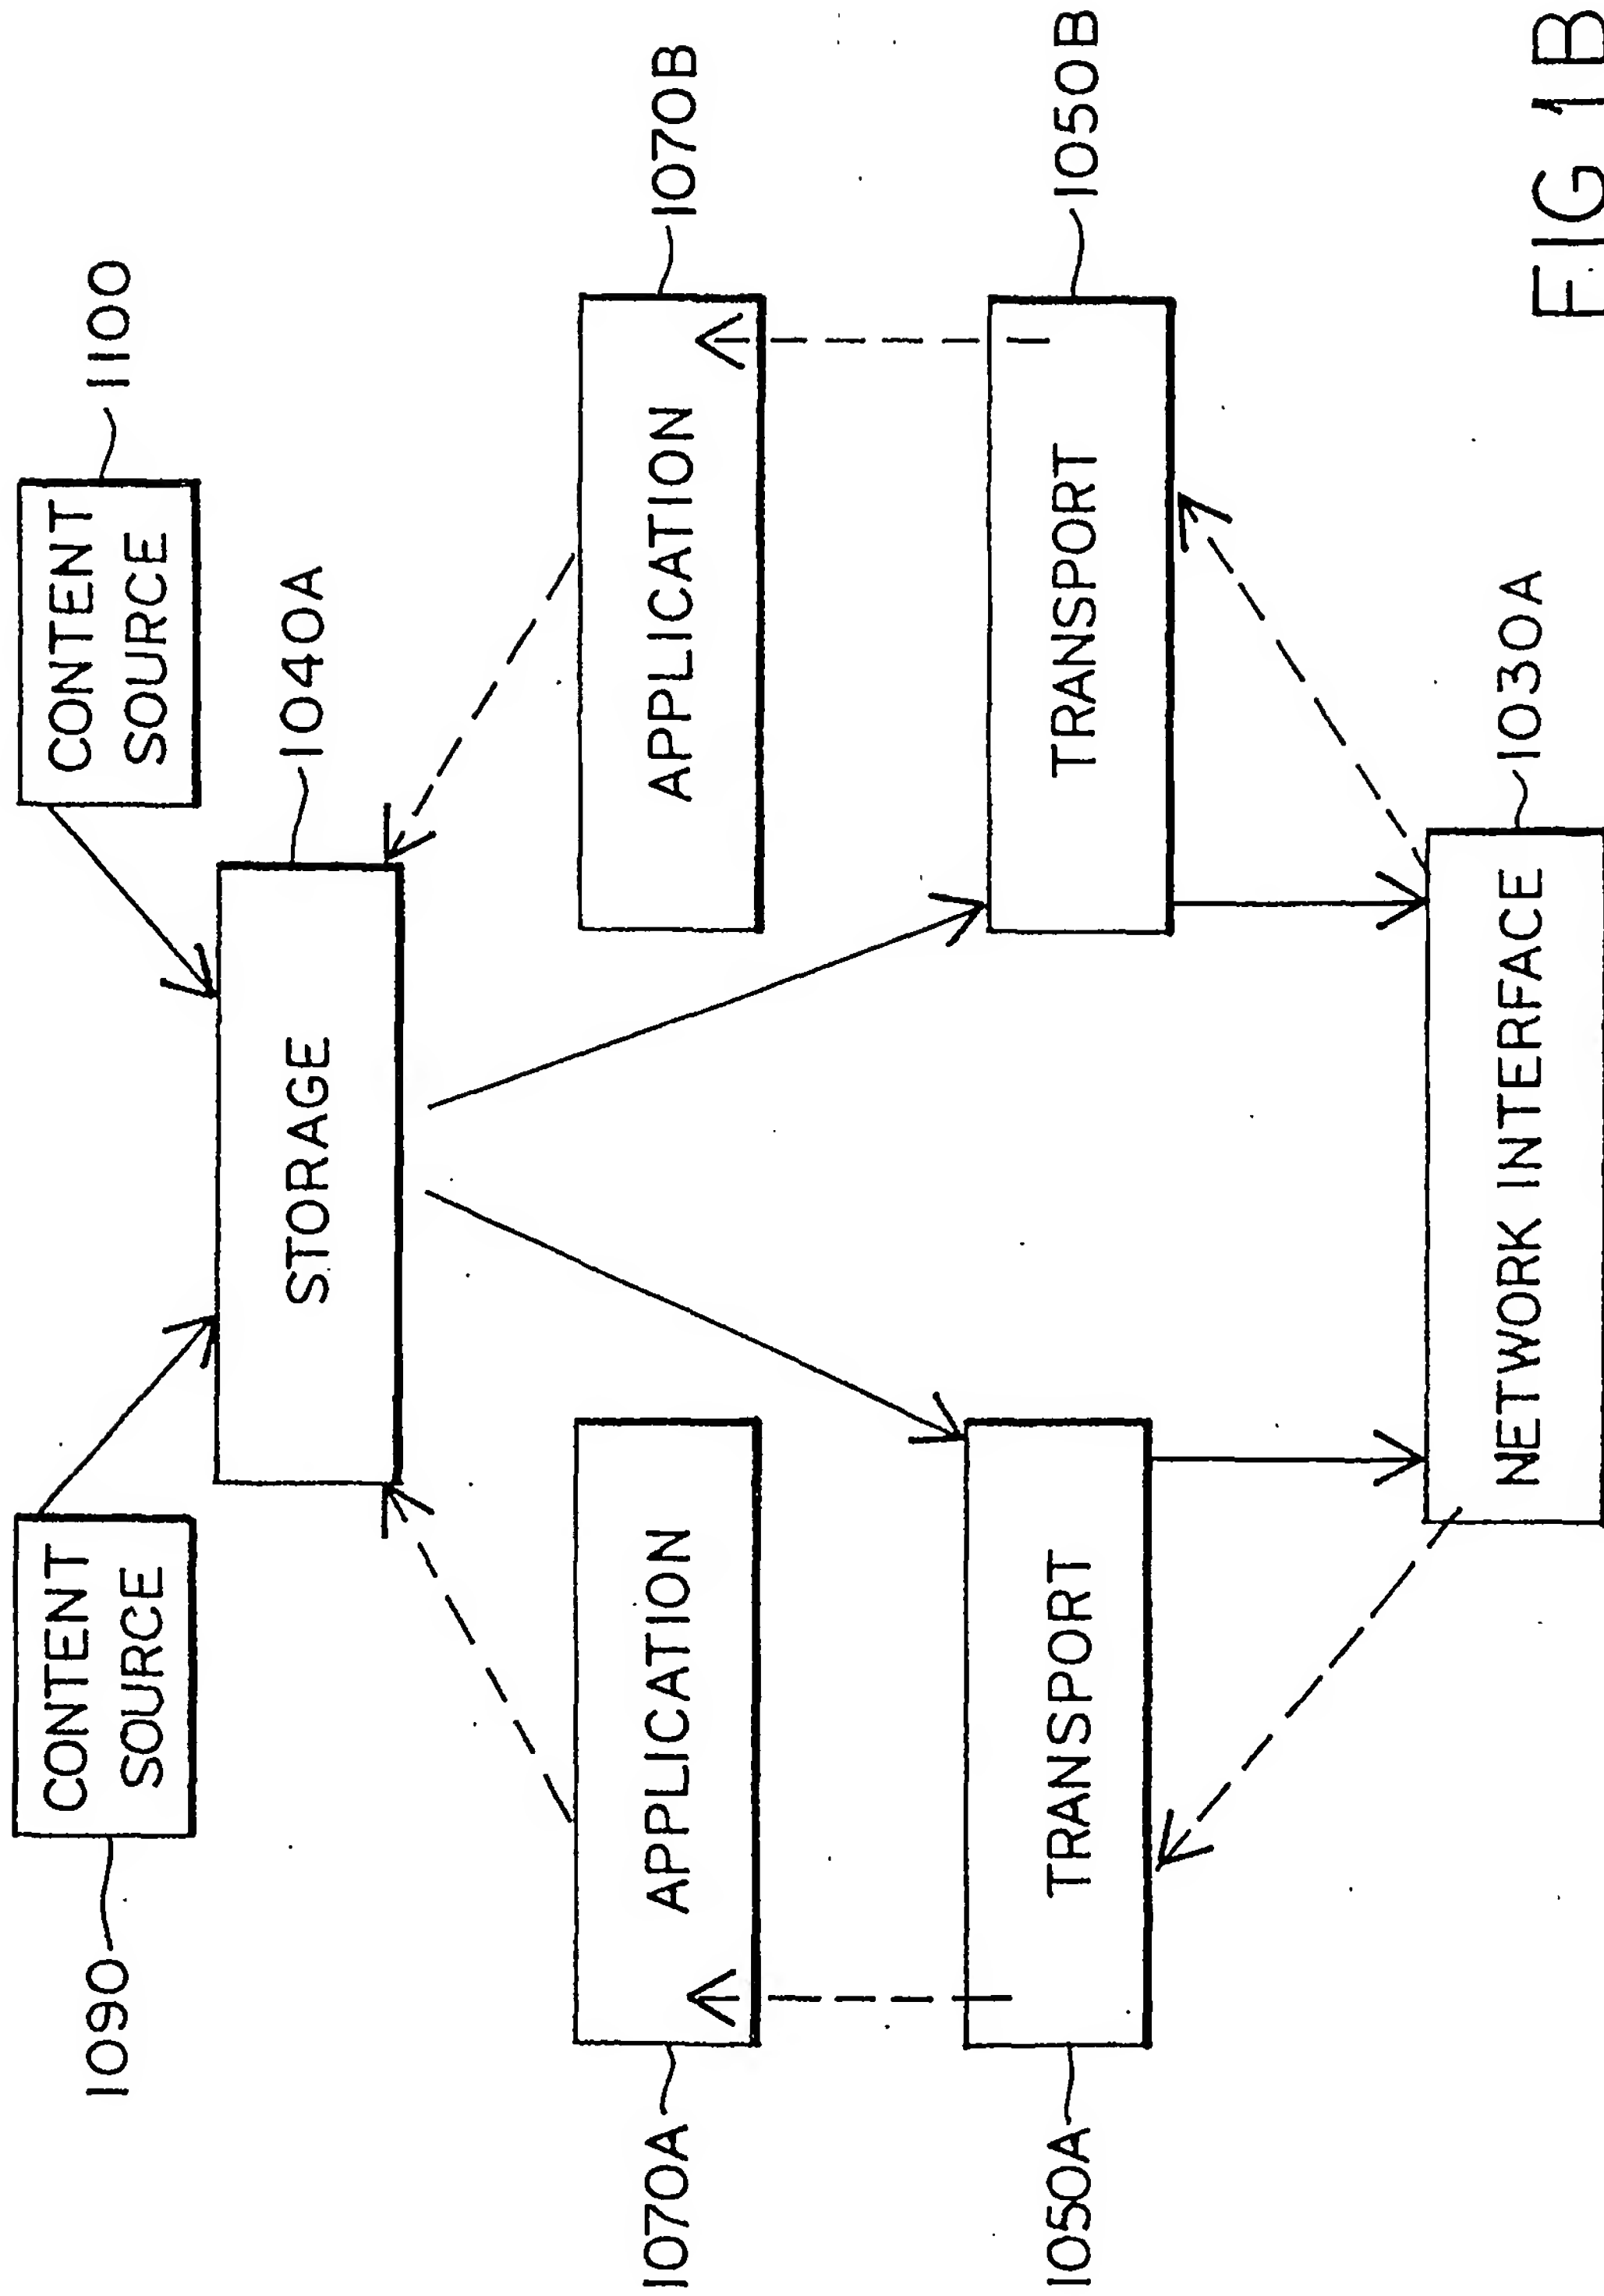 1090
CONTENT
SOURCE
CONTENT
SOURCE
1100
STORAGE
1040A
1070A
APPLICATION
APPLICATION
1070B
1050A
TRANSPORT
TRANSPORT
1050B
NETWORK INTERFACE
1030A
FIG 1B